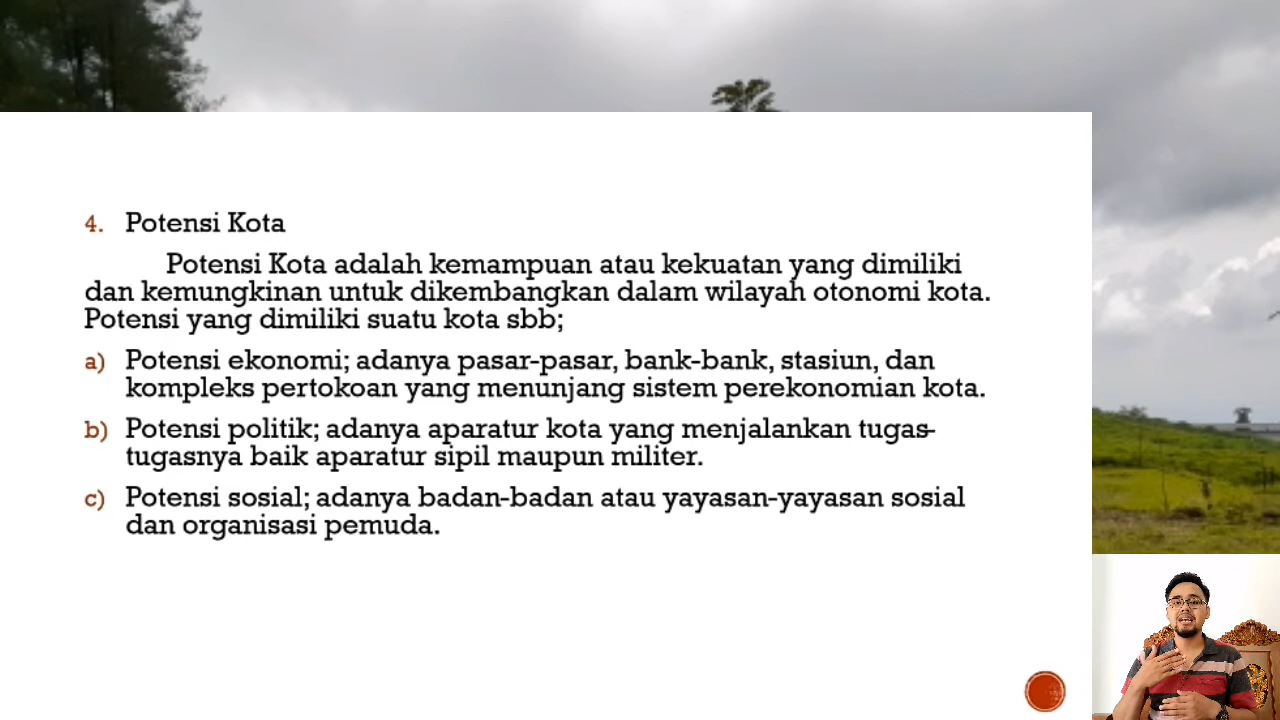 4. Potensi Kota
Potensi Kota adalah kemampuan atau kekuatan yang dimiliki
dan kemungkinan untuk dikembangkan dalam wilayah otonomi kota.
Potensi yang dimiliki suatu kota sbb;
a) Potensi ekonomi; adanya pasar-pasar, bank-bank, stasiun, dan
kompleks pertokoan yang menunjang sistem perekonomian kota.
b) Potensi politik; adanya aparatur kota yang menjalankan tugas-
tugasnya baik aparatur sipil maupun militer.
c) Potensi sosial; adanya badan-badan atau yayasan-yayasan sosial
dan organisasi pemuda.